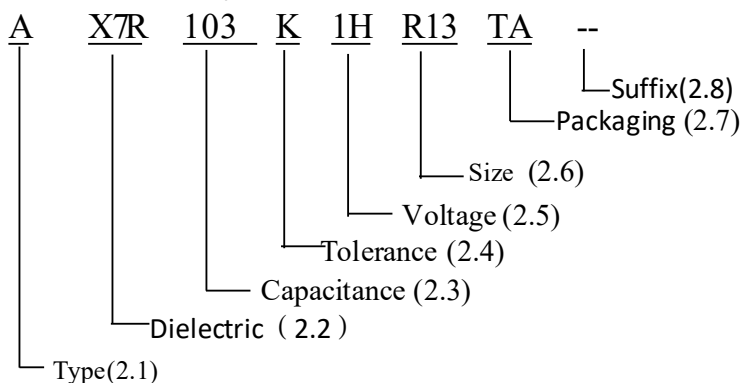 A X7R 103 K 1H R13 TA --
Suffix(2.8)
Packaging (2.7)
Size (2.6)
Voltage (2.5)
Tolerance (2.4)
Capacitance (2.3)
Dielectric（2.2）
Type(2.1)